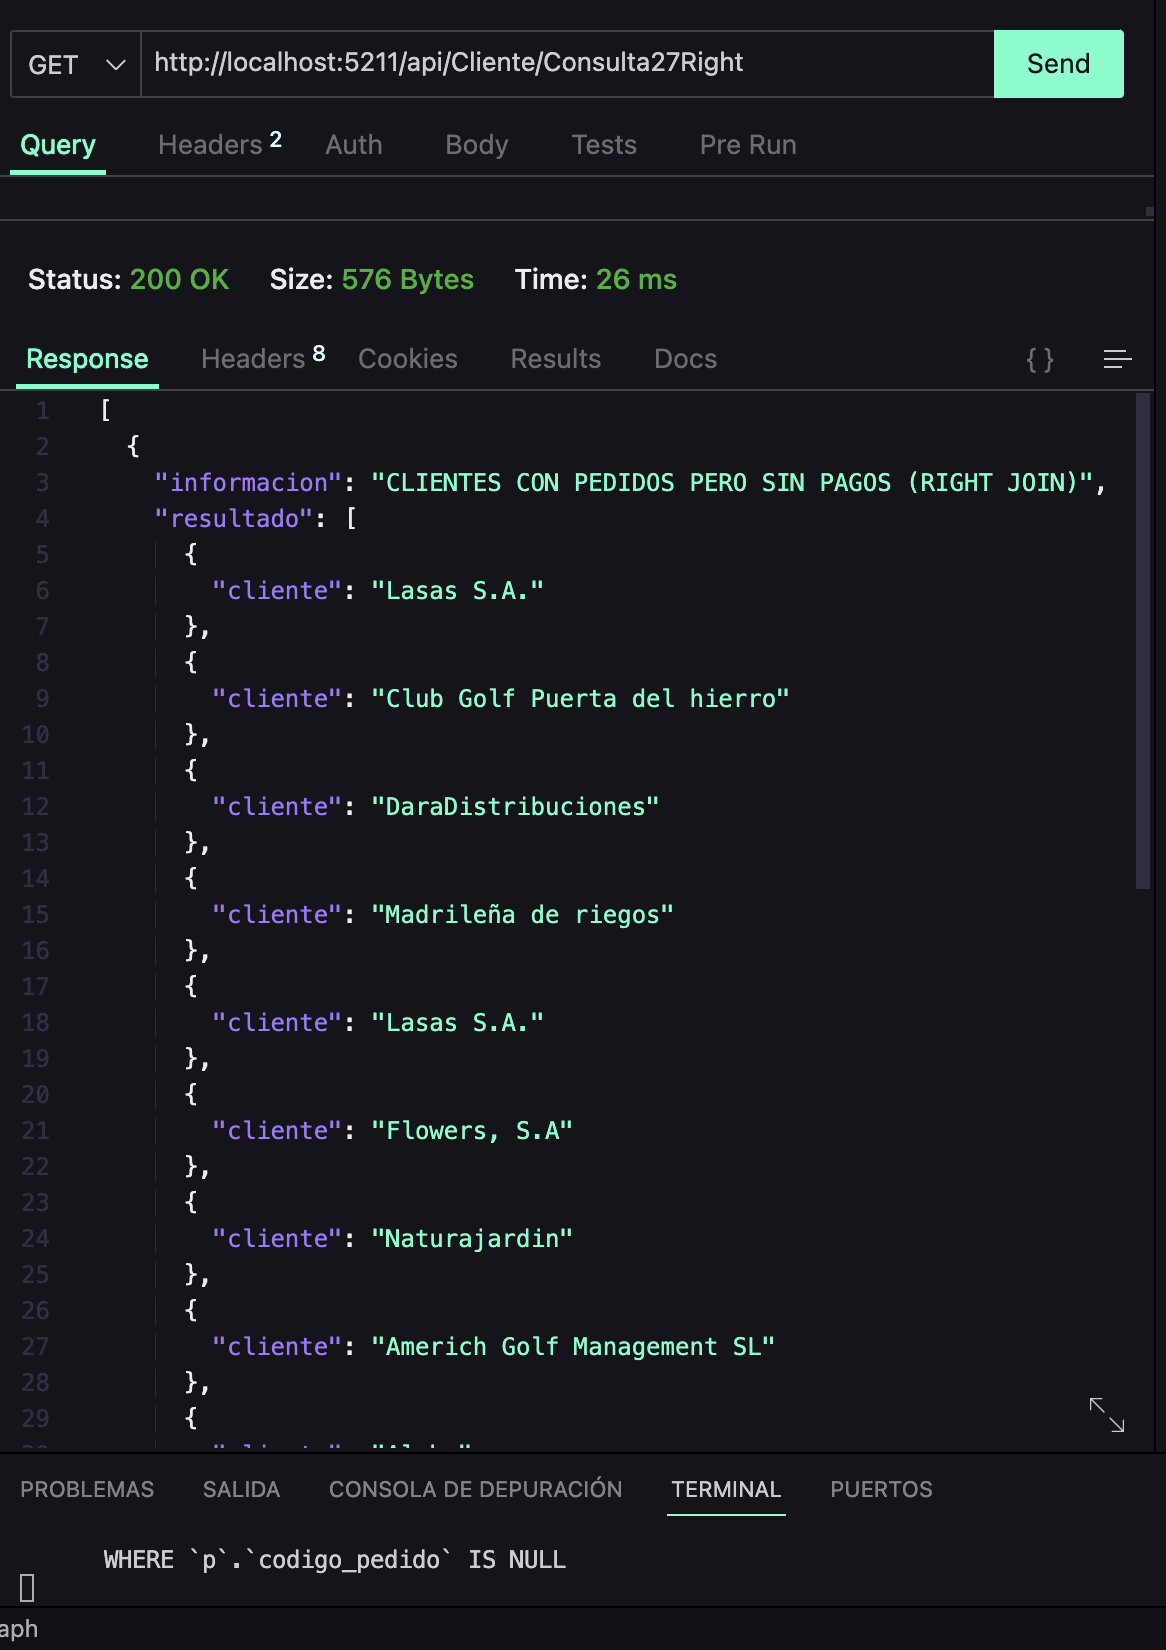 GET http://localhost:5211/api/Cliente/Consulta27Right Send
Query Headers 2 Auth Body Tests Pre Run
Status: 200 OK Size: 576 Bytes Time: 26 ms
Response Headers 8 Cookies Results Docs { }
1 [
2 {
3 "informacion": "CLIENTES CON PEDIDOS PERO SIN PAGOS (RIGHT JOIN)",
4 "resultado": [
5 {
6 "cliente": "Lasas S.A."
7 },
8 {
9 "cliente": "Club Golf Puerta del hierro"
10 },
11 {
12 "cliente": "DaraDistribuciones"
13 },
14 {
15 "cliente": "Madrileña de riegos"
16 },
17 {
18 "cliente": "Lasas S.A."
19 },
20 {
21 "cliente": "Flowers, S.A"
22 },
23 {
24 "cliente": "Naturajardin"
25 },
26 {
27 "cliente": "Americh Golf Management SL"
28 },
29 {
PROBLEMAS SALIDA CONSOLA DE DEPURACIÓN TERMINAL PUERTOS
WHERE `p`.`codigo_pedido` IS NULL
aph